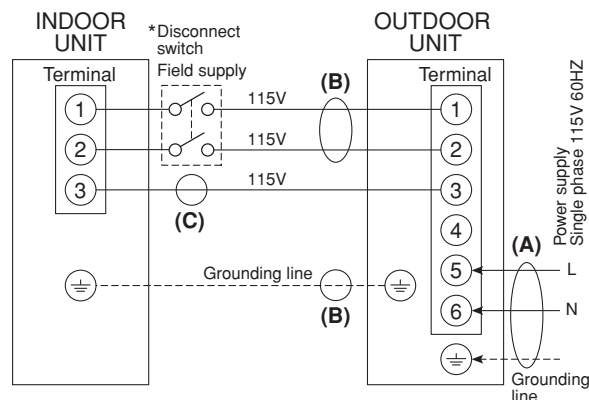 INDOOR
UNIT
*Disconnect
switch
Field supply
OUTDOOR
UNIT
Terminal
1
2
3
115V
115V
115V
(B)
(C)
Terminal
1
2
3
4
5
6
Power supply
Single phase 115V 60HZ
(A)
L
N
Grounding line
(B)
Grounding
line